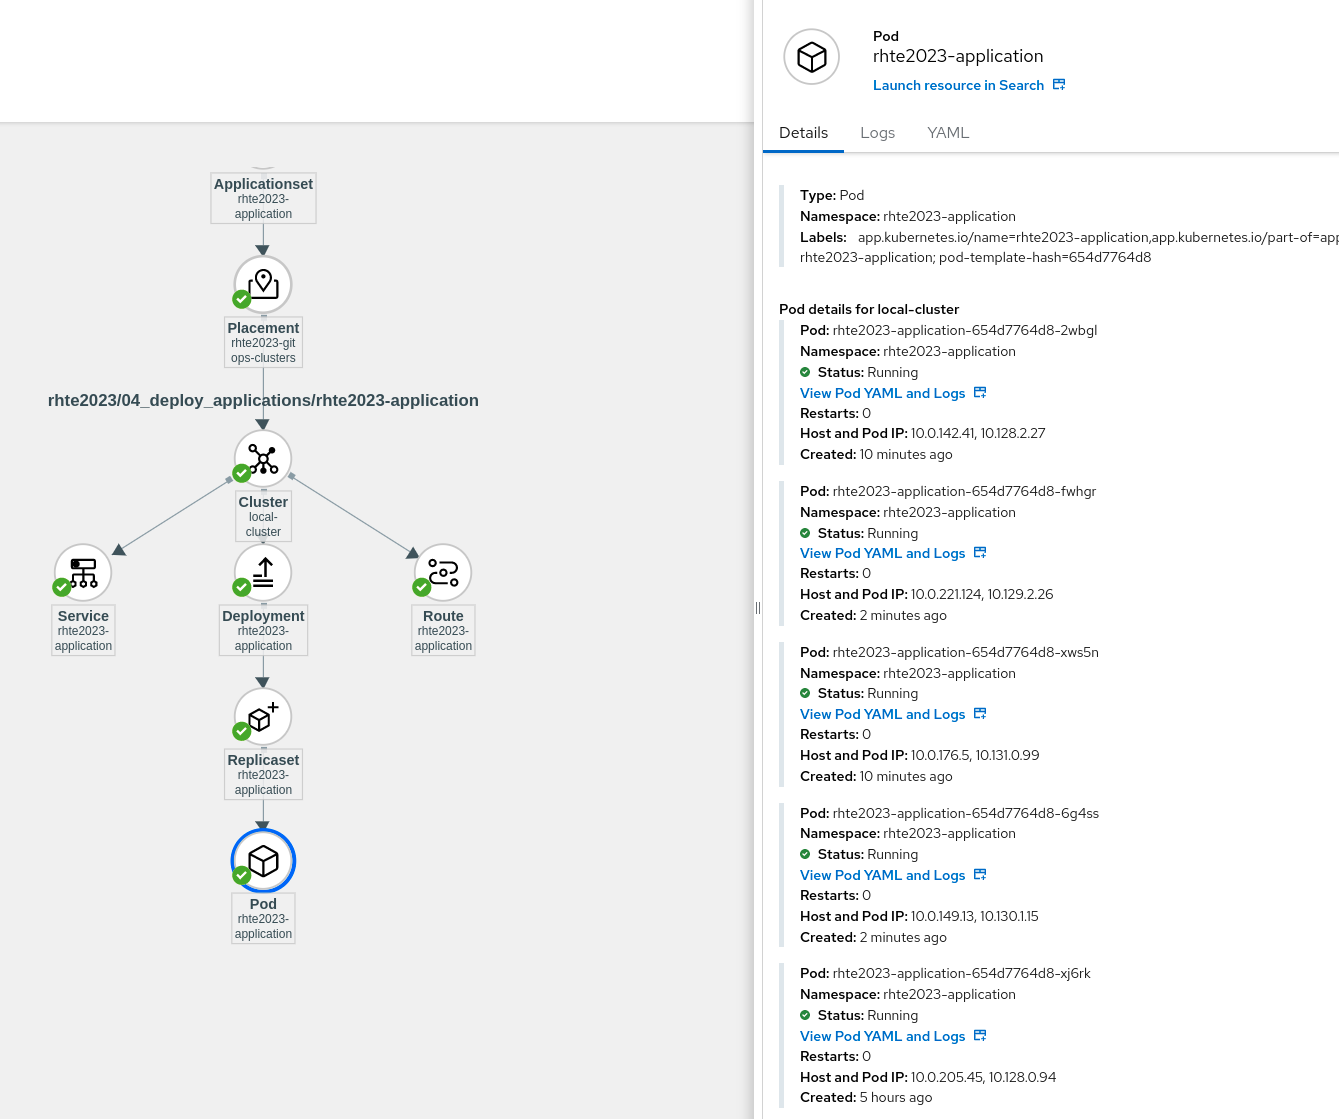 Applicationset
rhte2023-
application
Placement
rhte2023-git
ops-clusters
rhte2023/04_deploy_applications/rhte2023-application
Cluster
local-
cluster
Service
rhte2023-
application
Deployment
rhte2023-
application
Route
rhte2023-
application
Replicaset
rhte2023-
application
Pod
rhte2023-
application
Pod
rhte2023-application
Launch resource in Search
Details Logs YAML
Type: Pod
Namespace: rhte2023-application
Labels: app.kubernetes.io/name=rhte2023-application,app.kubernetes.io/part-of=app
rhte2023-application; pod-template-hash=654d7764d8
Pod details for local-cluster
Pod: rhte2023-application-654d7764d8-2wbgl
Namespace: rhte2023-application
Status: Running
View Pod YAML and Logs
Restarts: 0
Host and Pod IP: 10.0.142.41, 10.128.2.27
Created: 10 minutes ago
Pod: rhte2023-application-654d7764d8-fwhgr
Namespace: rhte2023-application
Status: Running
View Pod YAML and Logs
Restarts: 0
Host and Pod IP: 10.0.221.124, 10.129.2.26
Created: 2 minutes ago
Pod: rhte2023-application-654d7764d8-xws5n
Namespace: rhte2023-application
Status: Running
View Pod YAML and Logs
Restarts: 0
Host and Pod IP: 10.0.176.5, 10.131.0.99
Created: 10 minutes ago
Pod: rhte2023-application-654d7764d8-6g4ss
Namespace: rhte2023-application
Status: Running
View Pod YAML and Logs
Restarts: 0
Host and Pod IP: 10.0.149.13, 10.130.1.15
Created: 2 minutes ago
Pod: rhte2023-application-654d7764d8-xj6rk
Namespace: rhte2023-application
Status: Running
View Pod YAML and Logs
Restarts: 0
Host and Pod IP: 10.0.205.45, 10.128.0.94
Created: 5 hours ago